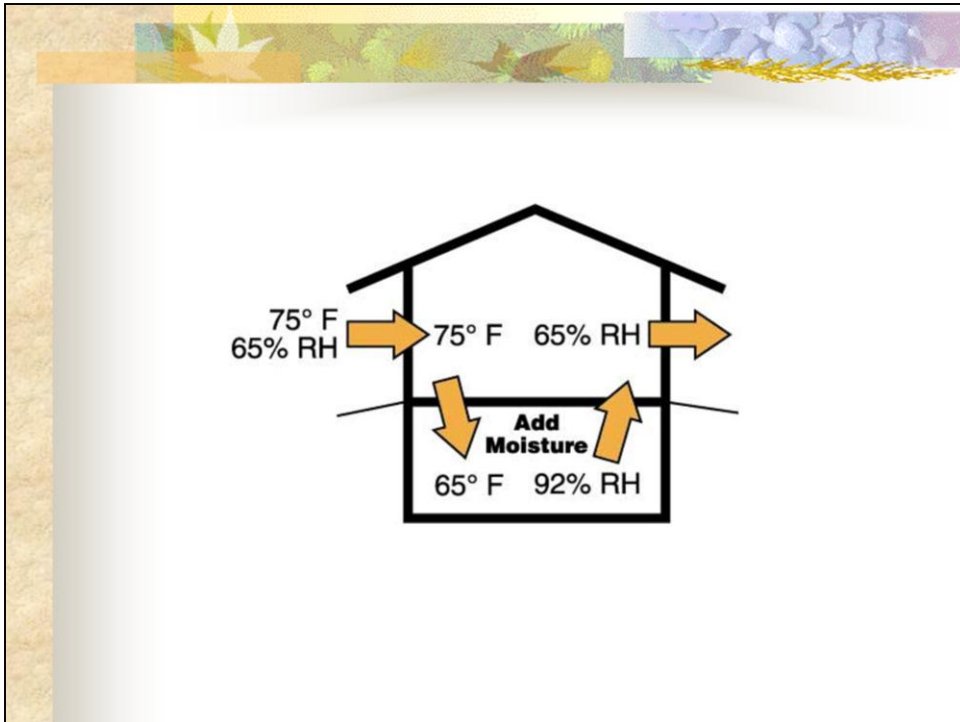 75° F
65% RH
75° F 65% RH
Add
Moisture
65° F 92% RH